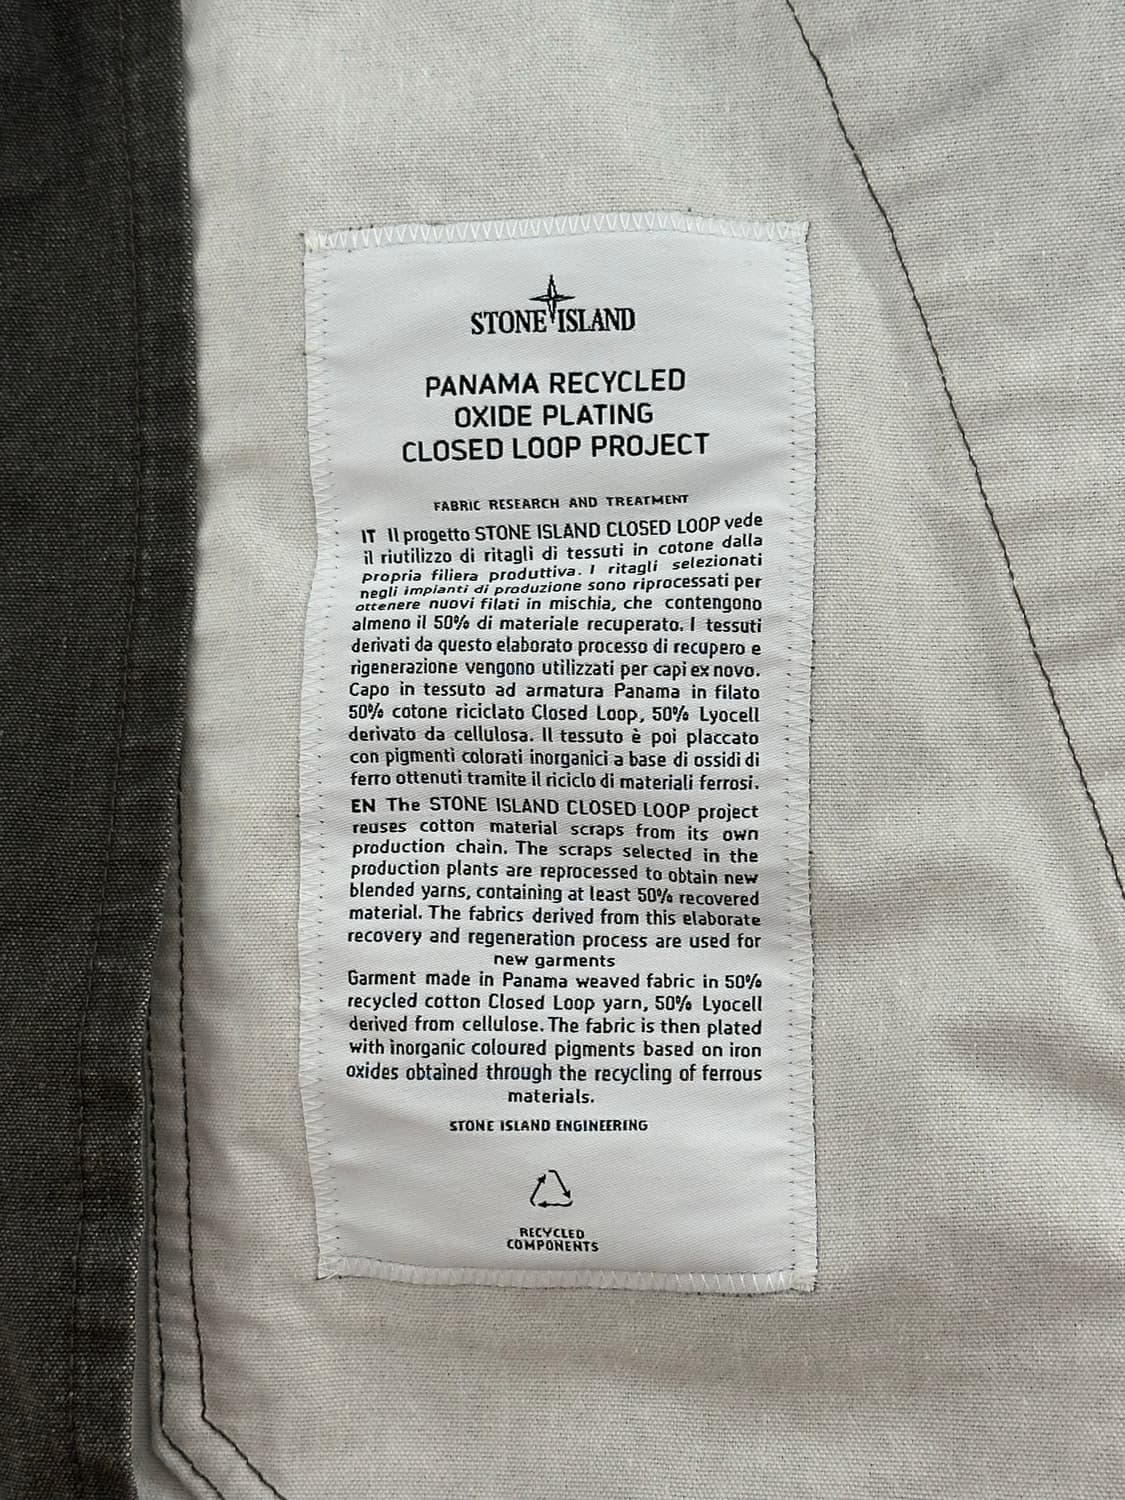 STONE ISLAND
PANAMA RECYCLED
OXIDE PLATING
CLOSED LOOP PROJECT
FABRIC RESEARCH AND TREATMENT
IT Il progetto STONE ISLAND CLOSED LOOP vede
il riutilizzo di ritagli di tessuti in cotone dalla
propria filiera produttiva. I ritagli selezionati
negli impianti di produzione sono riprocessati per
ottenere nuovi filati in mischia, che contengono
almeno il 50% di materiale recuperato. I tessuti
derivati da questo elaborato processo di recupero e
rigenerazione vengono utilizzati per capi ex novo.
Capo in tessuto ad armatura Panama in filato
50% cotone riciclato Closed Loop, 50% Lyocell
derivato da cellulosa. Il tessuto è poi placcato
con pigmenti colorati inorganici a base di ossidi di
ferro ottenuti tramite il riciclo di materiali ferrosi.
EN The STONE ISLAND CLOSED LOOP project
reuses cotton material scraps from its own
production chain. The scraps selected in the
production plants are reprocessed to obtain new
blended yarns, containing at least 50% recovered
material. The fabrics derived from this elaborate
recovery and regeneration process are used for
new garments
Garment made in Panama weaved fabric in 50%
recycled cotton Closed Loop yarn, 50% Lyocell
derived from cellulose. The fabric is then plated
with inorganic coloured pigments based on iron
oxides obtained through the recycling of ferrous
materials.
STONE ISLAND ENGINEERING
RECYCLED
COMPONENTS